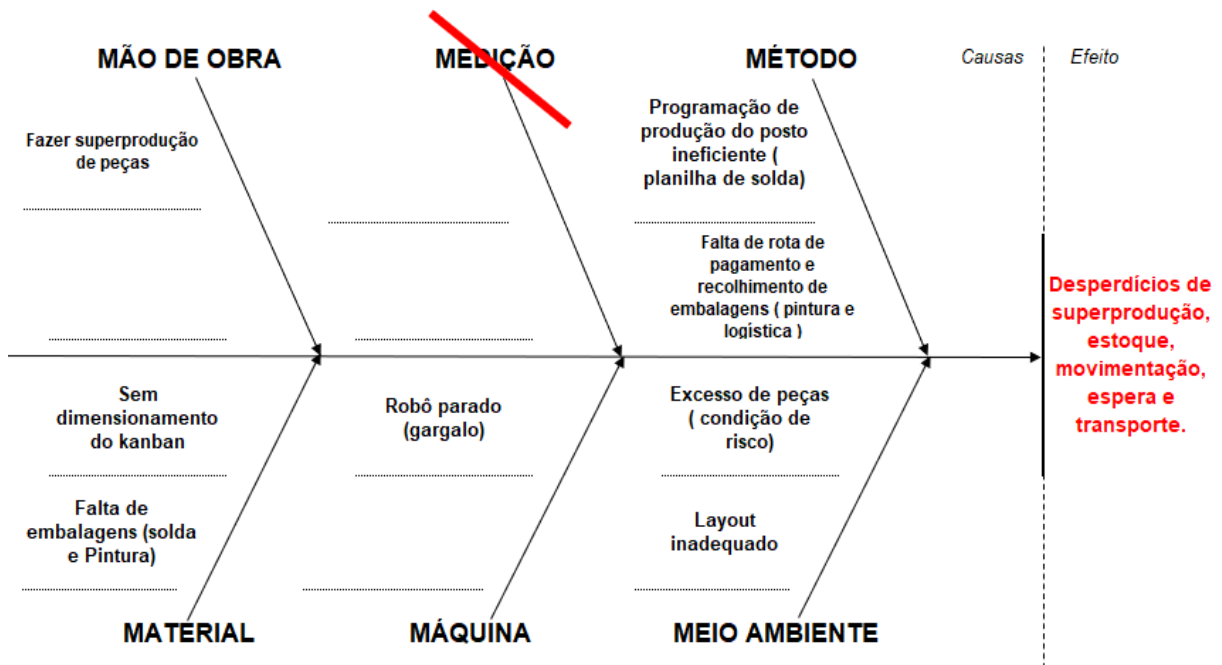 MÃO DE OBRA
MEDIÇÃO
MÉTODO
Causas
Efeito
Fazer superprodução
de peças
Programação de
produção do posto
ineficiente (
planilha de solda)
Falta de rota de
pagamento e
recolhimento de
embalagens ( pintura e
logística )
Desperdícios de
superprodução,
estoque,
movimentação,
espera e
transporte.
Sem
dimensionamento
do kanban
Robô parado
(gargalo)
Excesso de peças
( condição de
risco)
Falta de
embalagens (solda
e Pintura)
Layout
inadequado
MATERIAL
MÁQUINA
MEIO AMBIENTE